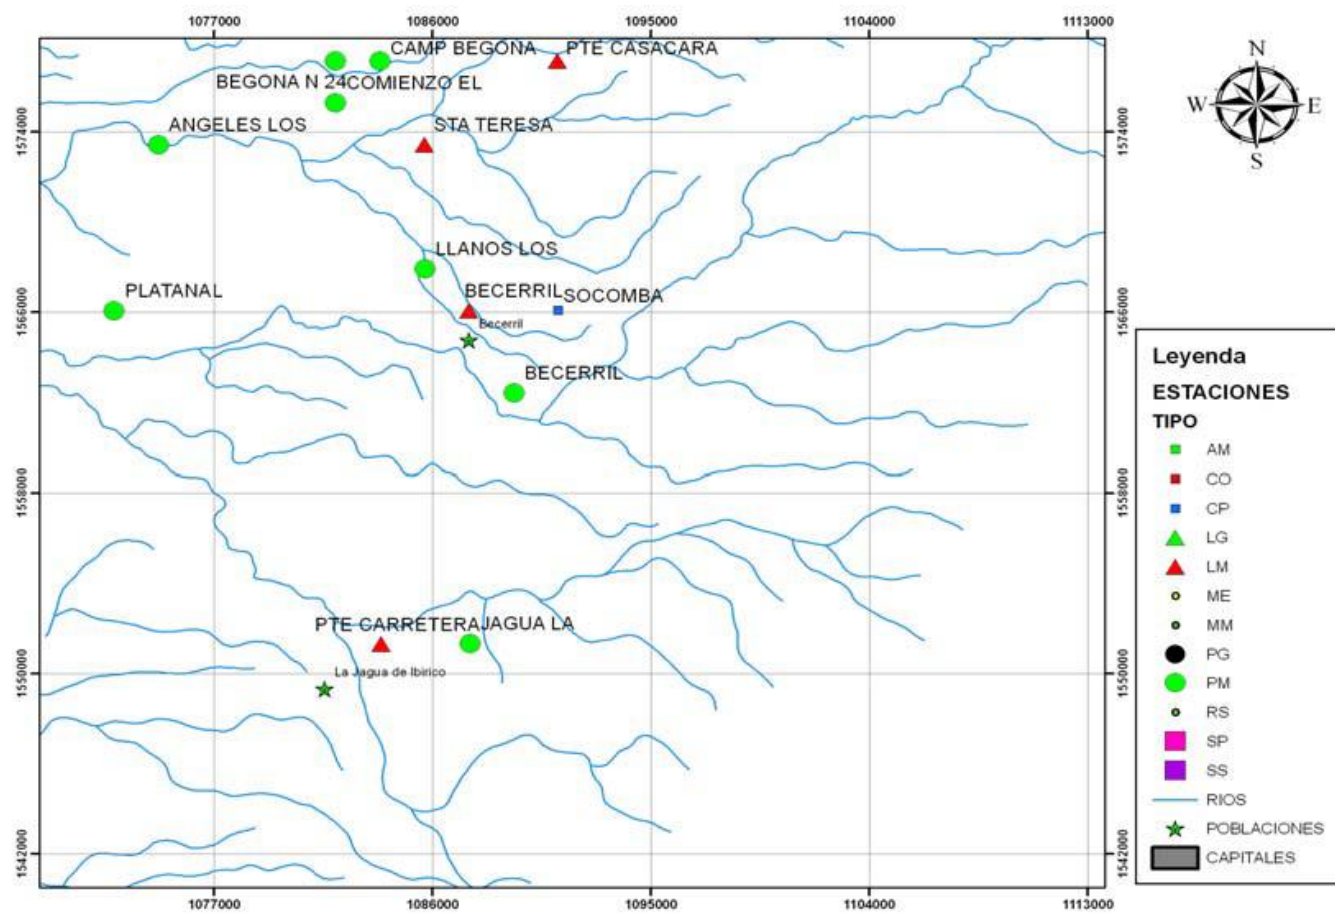 1077000
1086000
1095000
1104000
1113000
CAMP BEGONA
PTE CASACARA
BEGONA N 24
COMIENZO EL
ANGELES LOS
STA TERESA
LLANOS LOS
PLATANAL
BECERRIL
SOCOMBA
Becerril
BECERRIL
PTE CARRETERA
JAGUA LA
La Jagua de Ibirico
1574000
1566000
1558000
1550000
1542000
1574000
1566000
1558000
1550000
1542000
1077000
1086000
1095000
1104000
1113000
N
W
E
S
Leyenda
ESTACIONES
TIPO
AM
CO
CP
LG
LM
ME
MM
PG
PM
RS
SP
SS
RIOS
POBLACIONES
CAPITALES